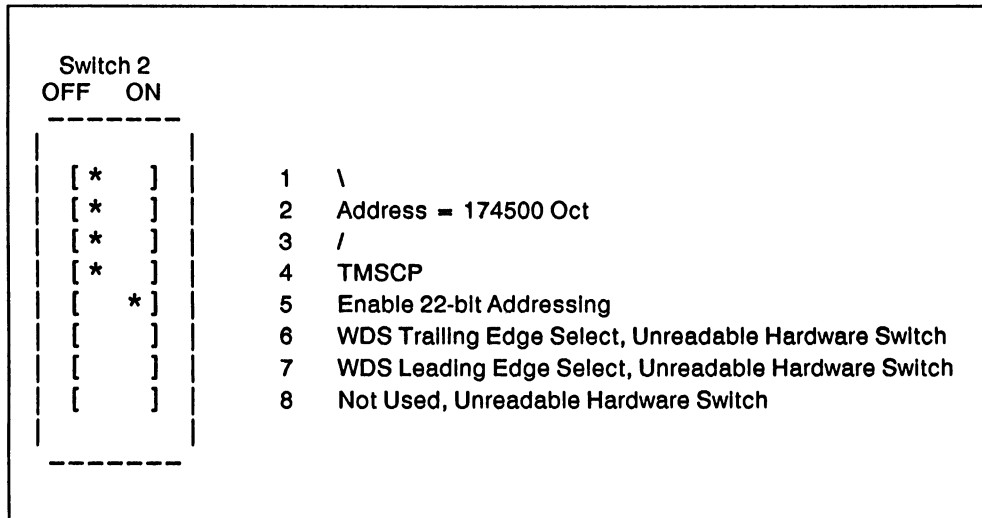 Switch 2
OFF ON
- - - - - - -
| |
| [ * ] | 1 \
| [ * ] | 2 Address = 174500 Oct
| [ * ] | 3 /
| [ * ] | 4 TMSCP
| [ * ] | 5 Enable 22-bit Addressing
| [ ] | 6 WDS Trailing Edge Select, Unreadable Hardware Switch
| [ ] | 7 WDS Leading Edge Select, Unreadable Hardware Switch
| [ ] | 8 Not Used, Unreadable Hardware Switch
| |
- - - - - - -